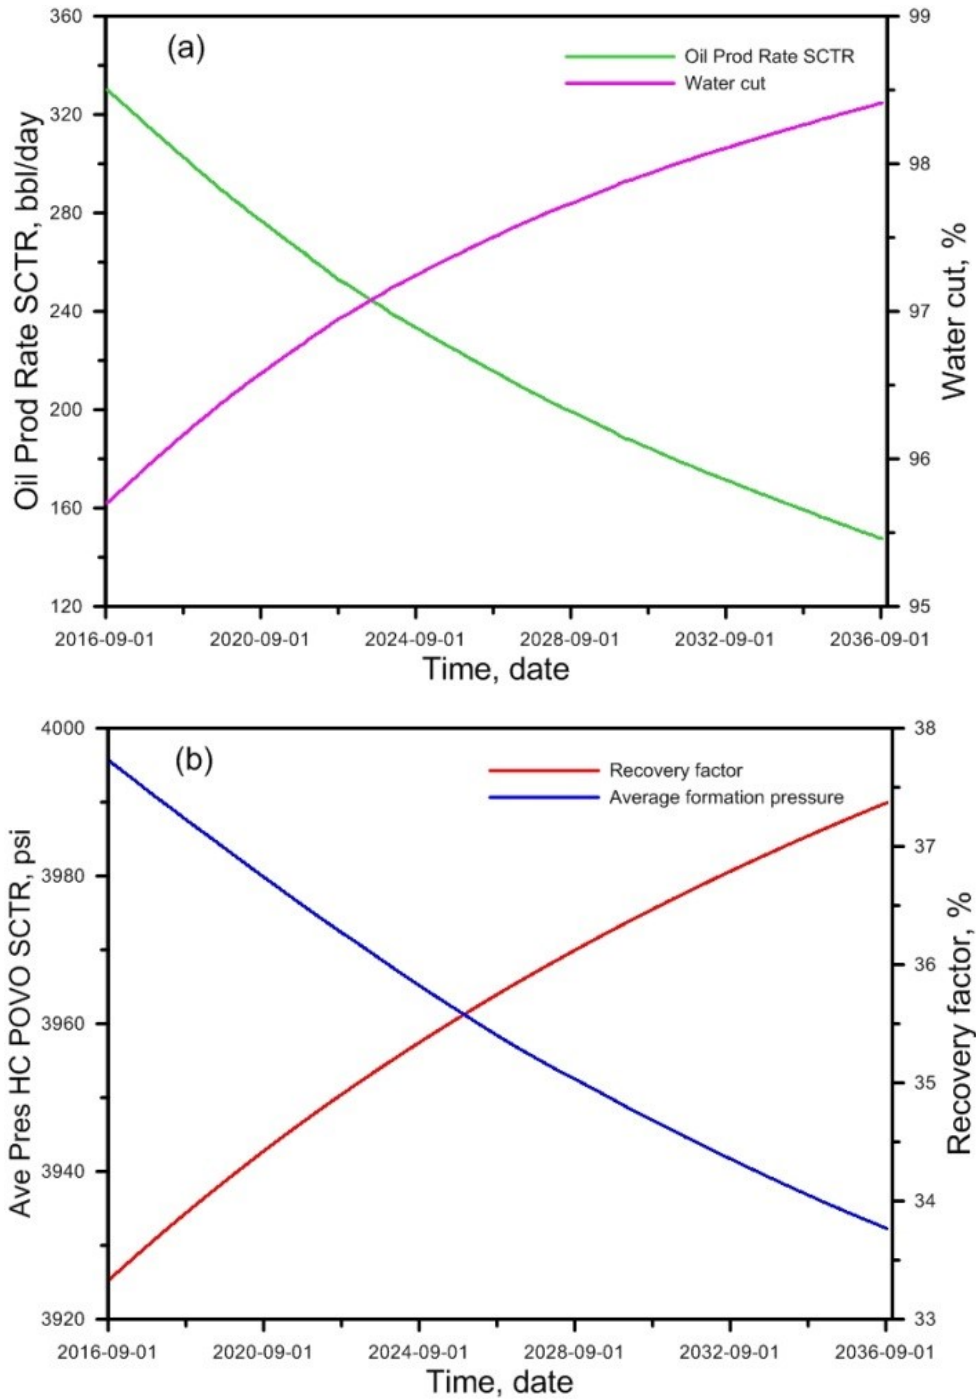 (a)
Oil Prod Rate SCTR
Water cut
360
320
280
240
200
160
120
Oil Prod Rate SCTR, bbl/day
99
98
97
96
95
Water cut, %
2016-09-01 2020-09-01 2024-09-01 2028-09-01 2032-09-01 2036-09-01
Time, date
(b)
Recovery factor
Average formation pressure
4000
3980
3960
3940
3920
Ave Pres HC POVO SCTR, psi
38
37
36
35
34
33
Recovery factor, %
2016-09-01 2020-09-01 2024-09-01 2028-09-01 2032-09-01 2036-09-01
Time, date